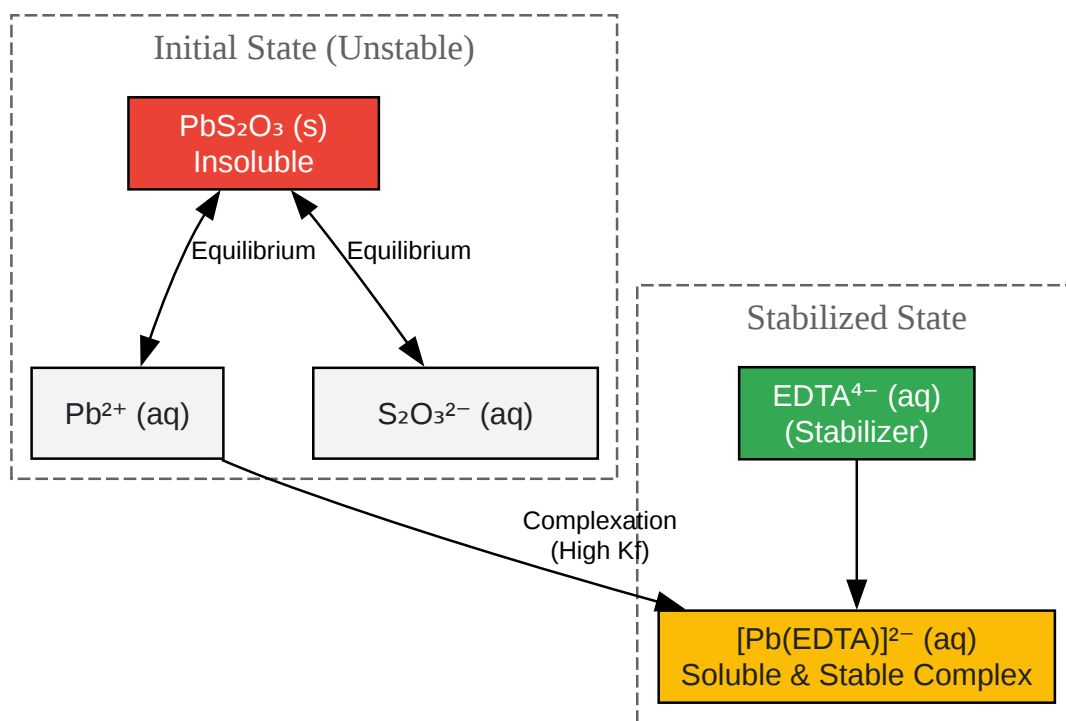 Initial State (Unstable)
PbS₂O₃ (s)
Insoluble
Equilibrium
Equilibrium
Pb²⁺ (aq)
S₂O₃²⁻ (aq)
Stabilized State
EDTA⁴⁻ (aq)
(Stabilizer)
Complexation
(High Kf)
[Pb(EDTA)]²⁻ (aq)
Soluble & Stable Complex